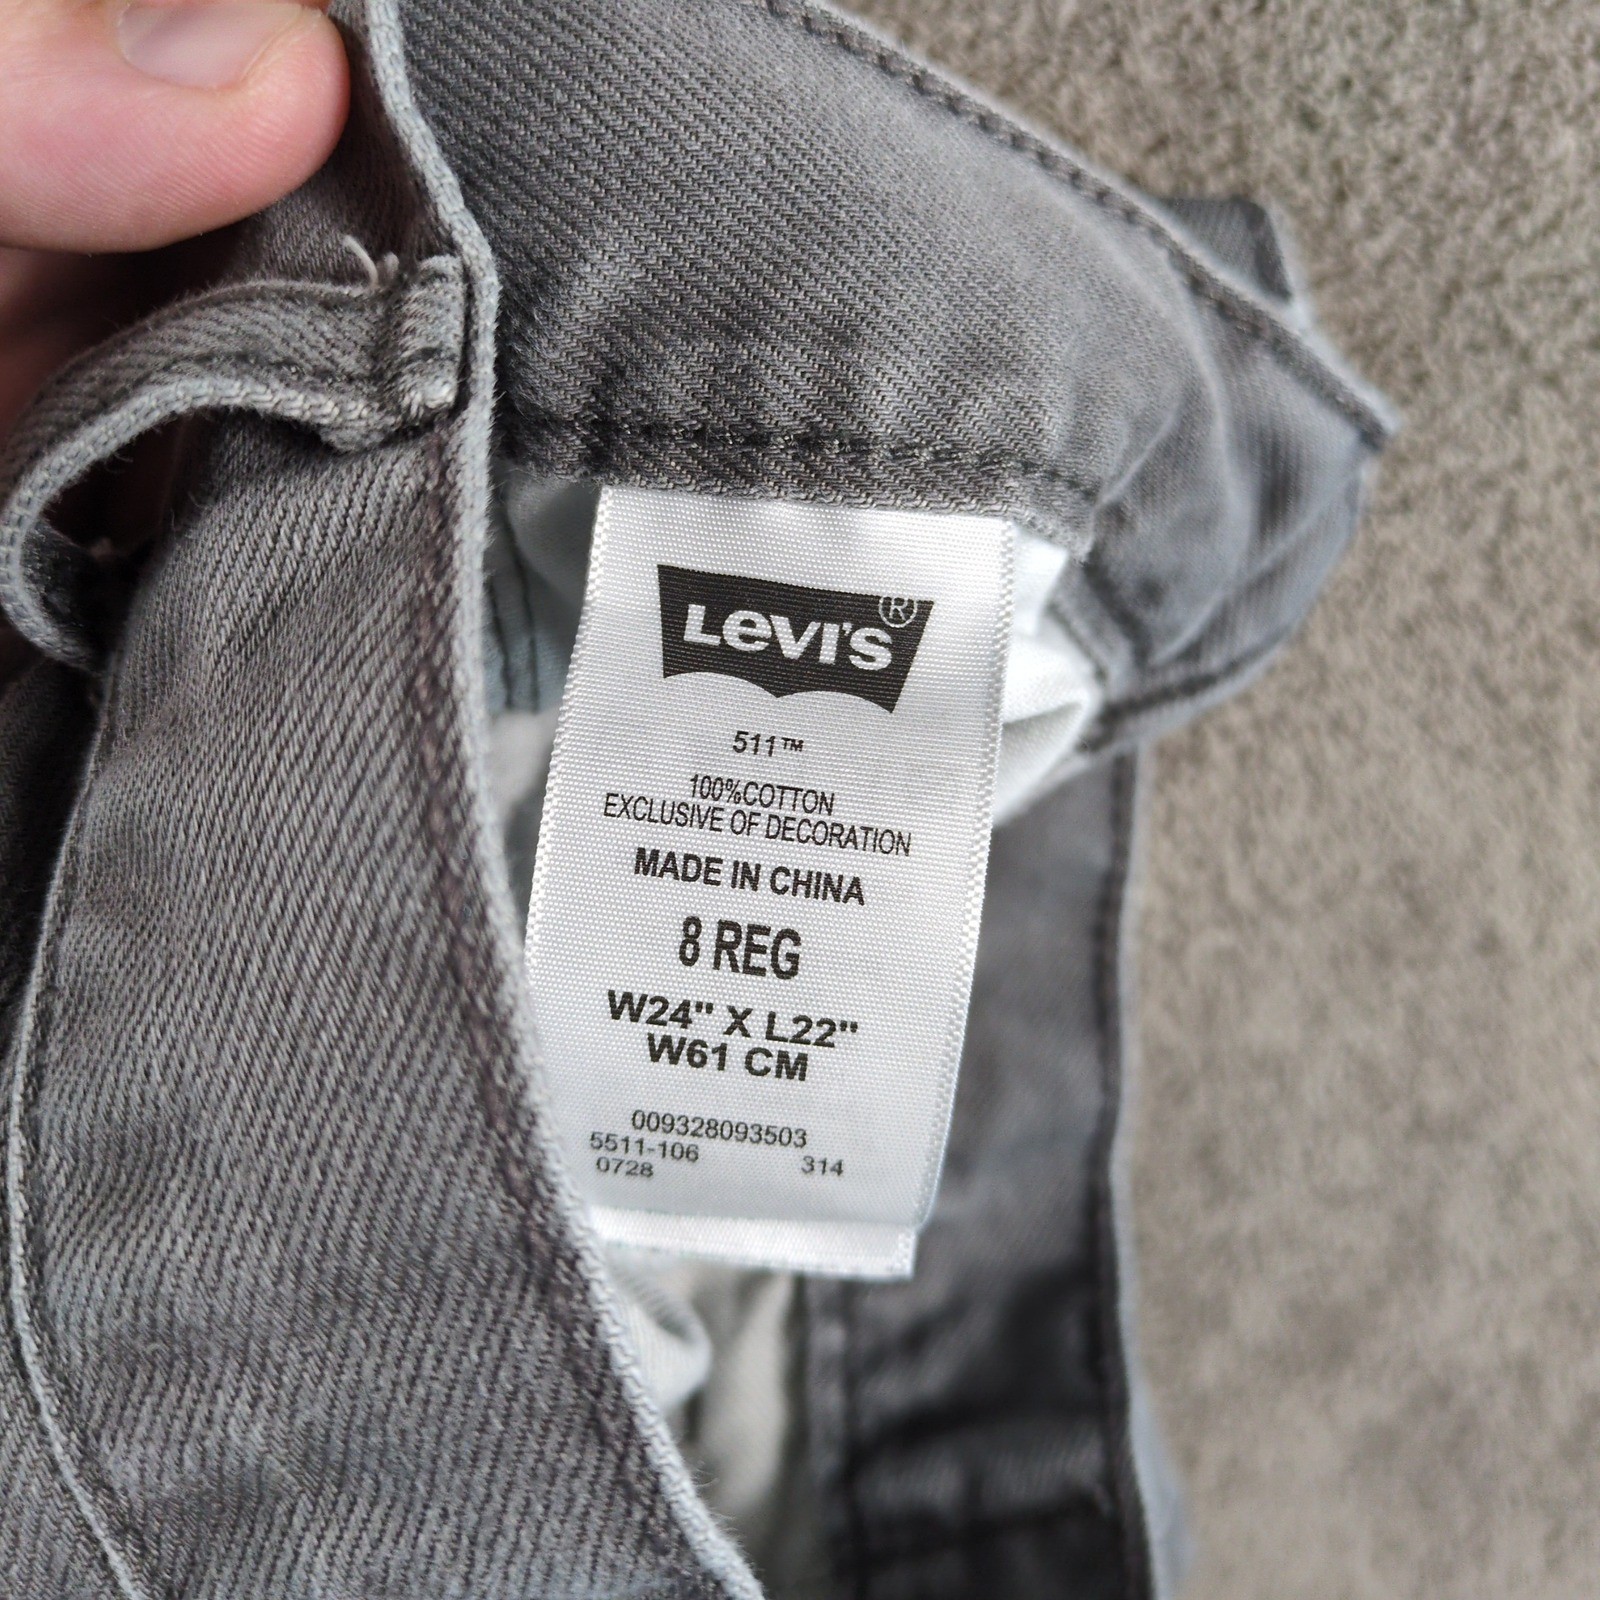 Levi's®
511™
100%COTTON
EXCLUSIVE OF DECORATION
MADE IN CHINA
8 REG
W24" X L22"
W61 CM
009328093503
5511-106
0728 314